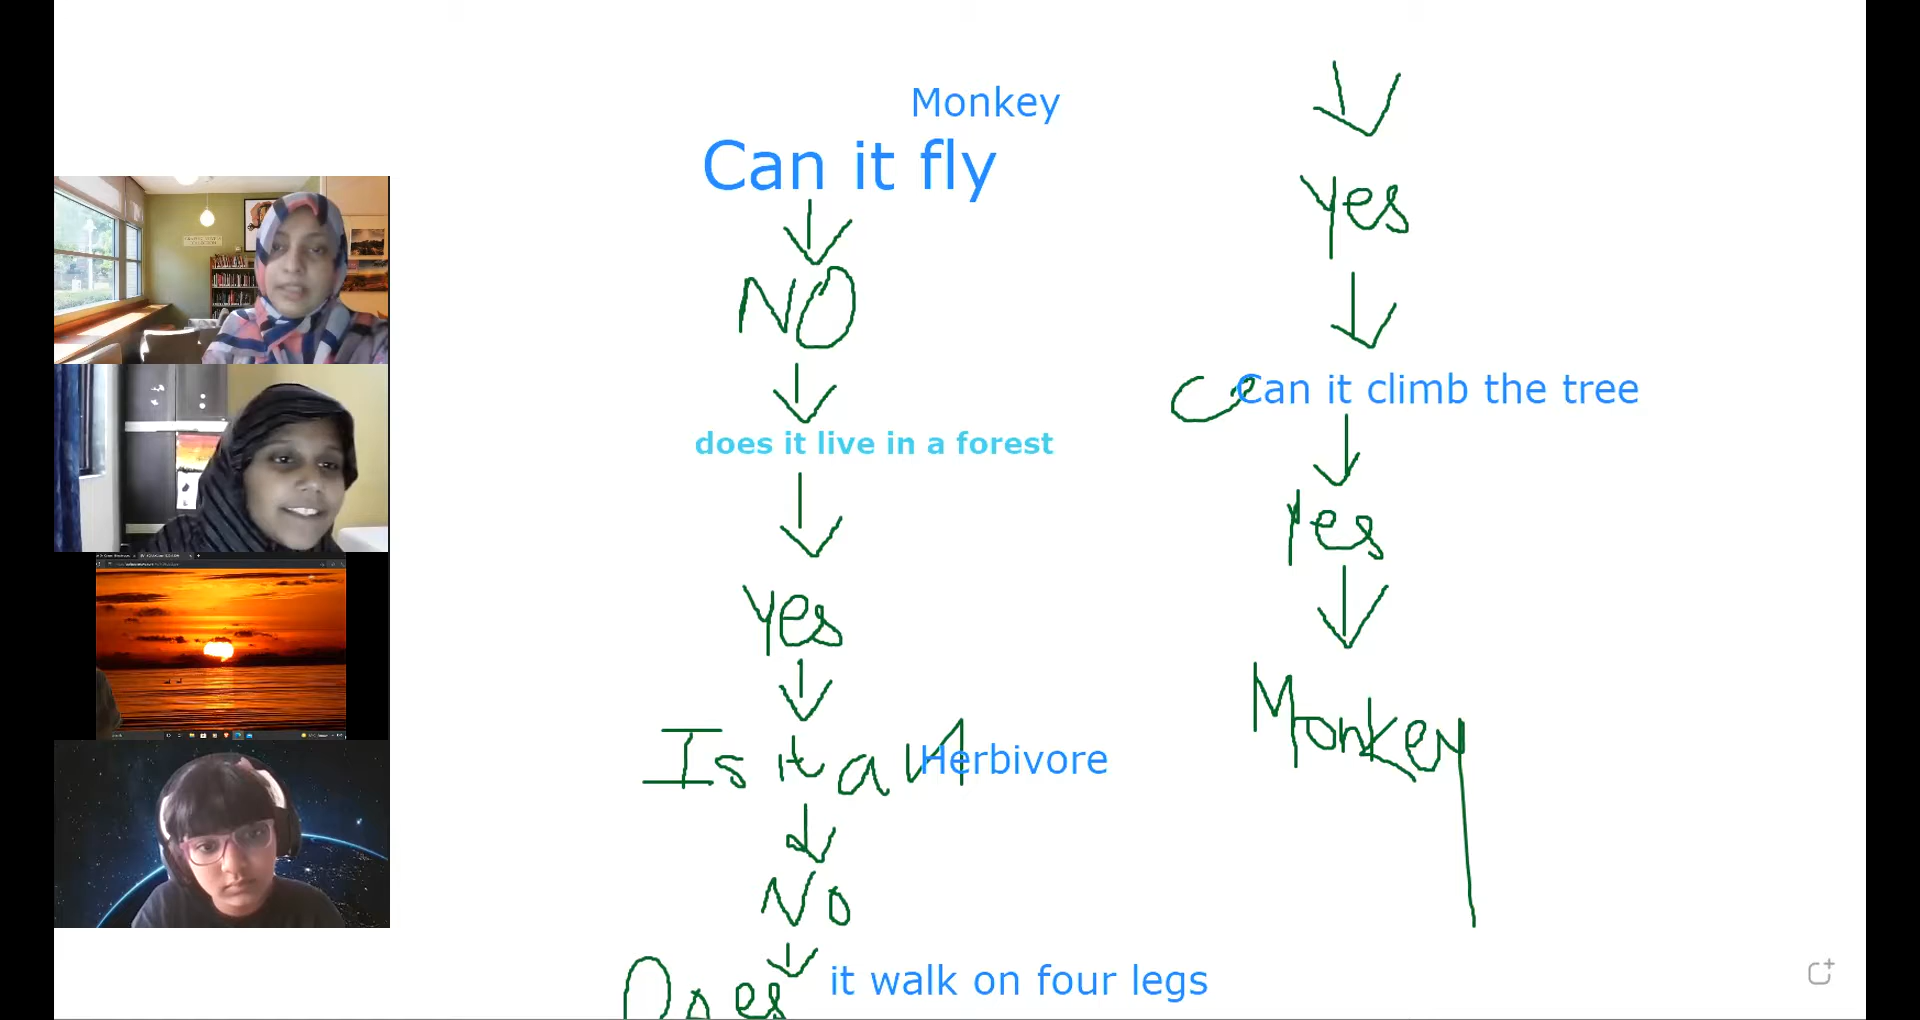 Monkey
Can it fly
NO
does it live in a forest
Yes
Is it a H Herbivore
No
Does it walk on four legs
Yes
Ca Can it climb the tree
Yes
Monkey